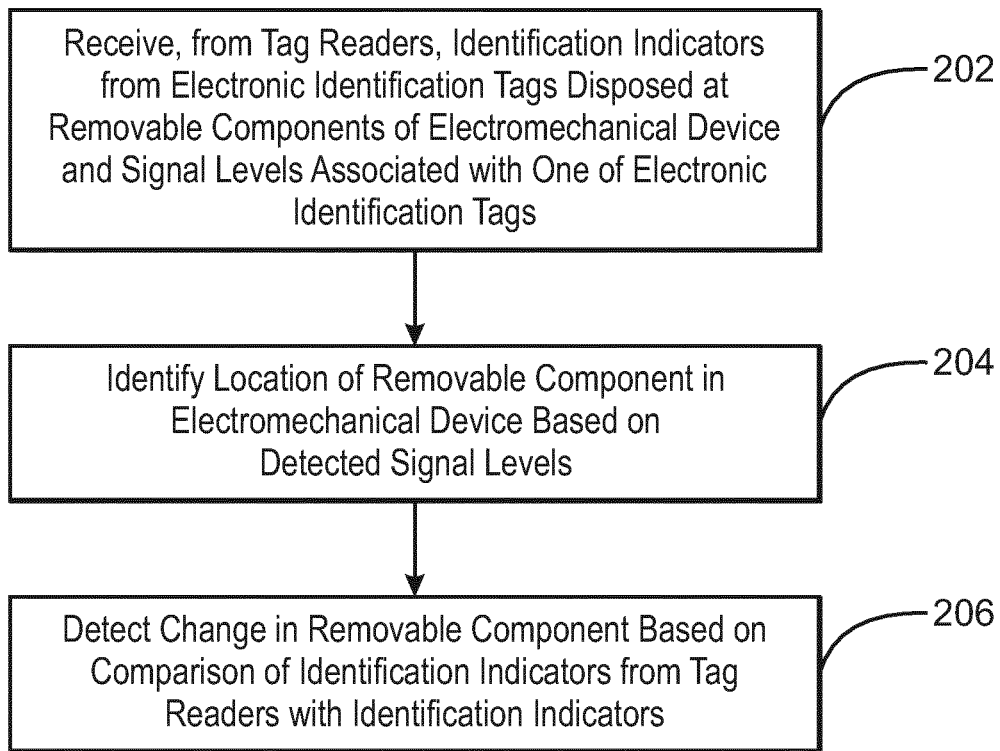 Receive, from Tag Readers, Identification Indicators
from Electronic Identification Tags Disposed at
Removable Components of Electromechanical Device
and Signal Levels Associated with One of Electronic
Identification Tags
202
Identify Location of Removable Component in
Electromechanical Device Based on
Detected Signal Levels
204
Detect Change in Removable Component Based on
Comparison of Identification Indicators from Tag
Readers with Identification Indicators
206